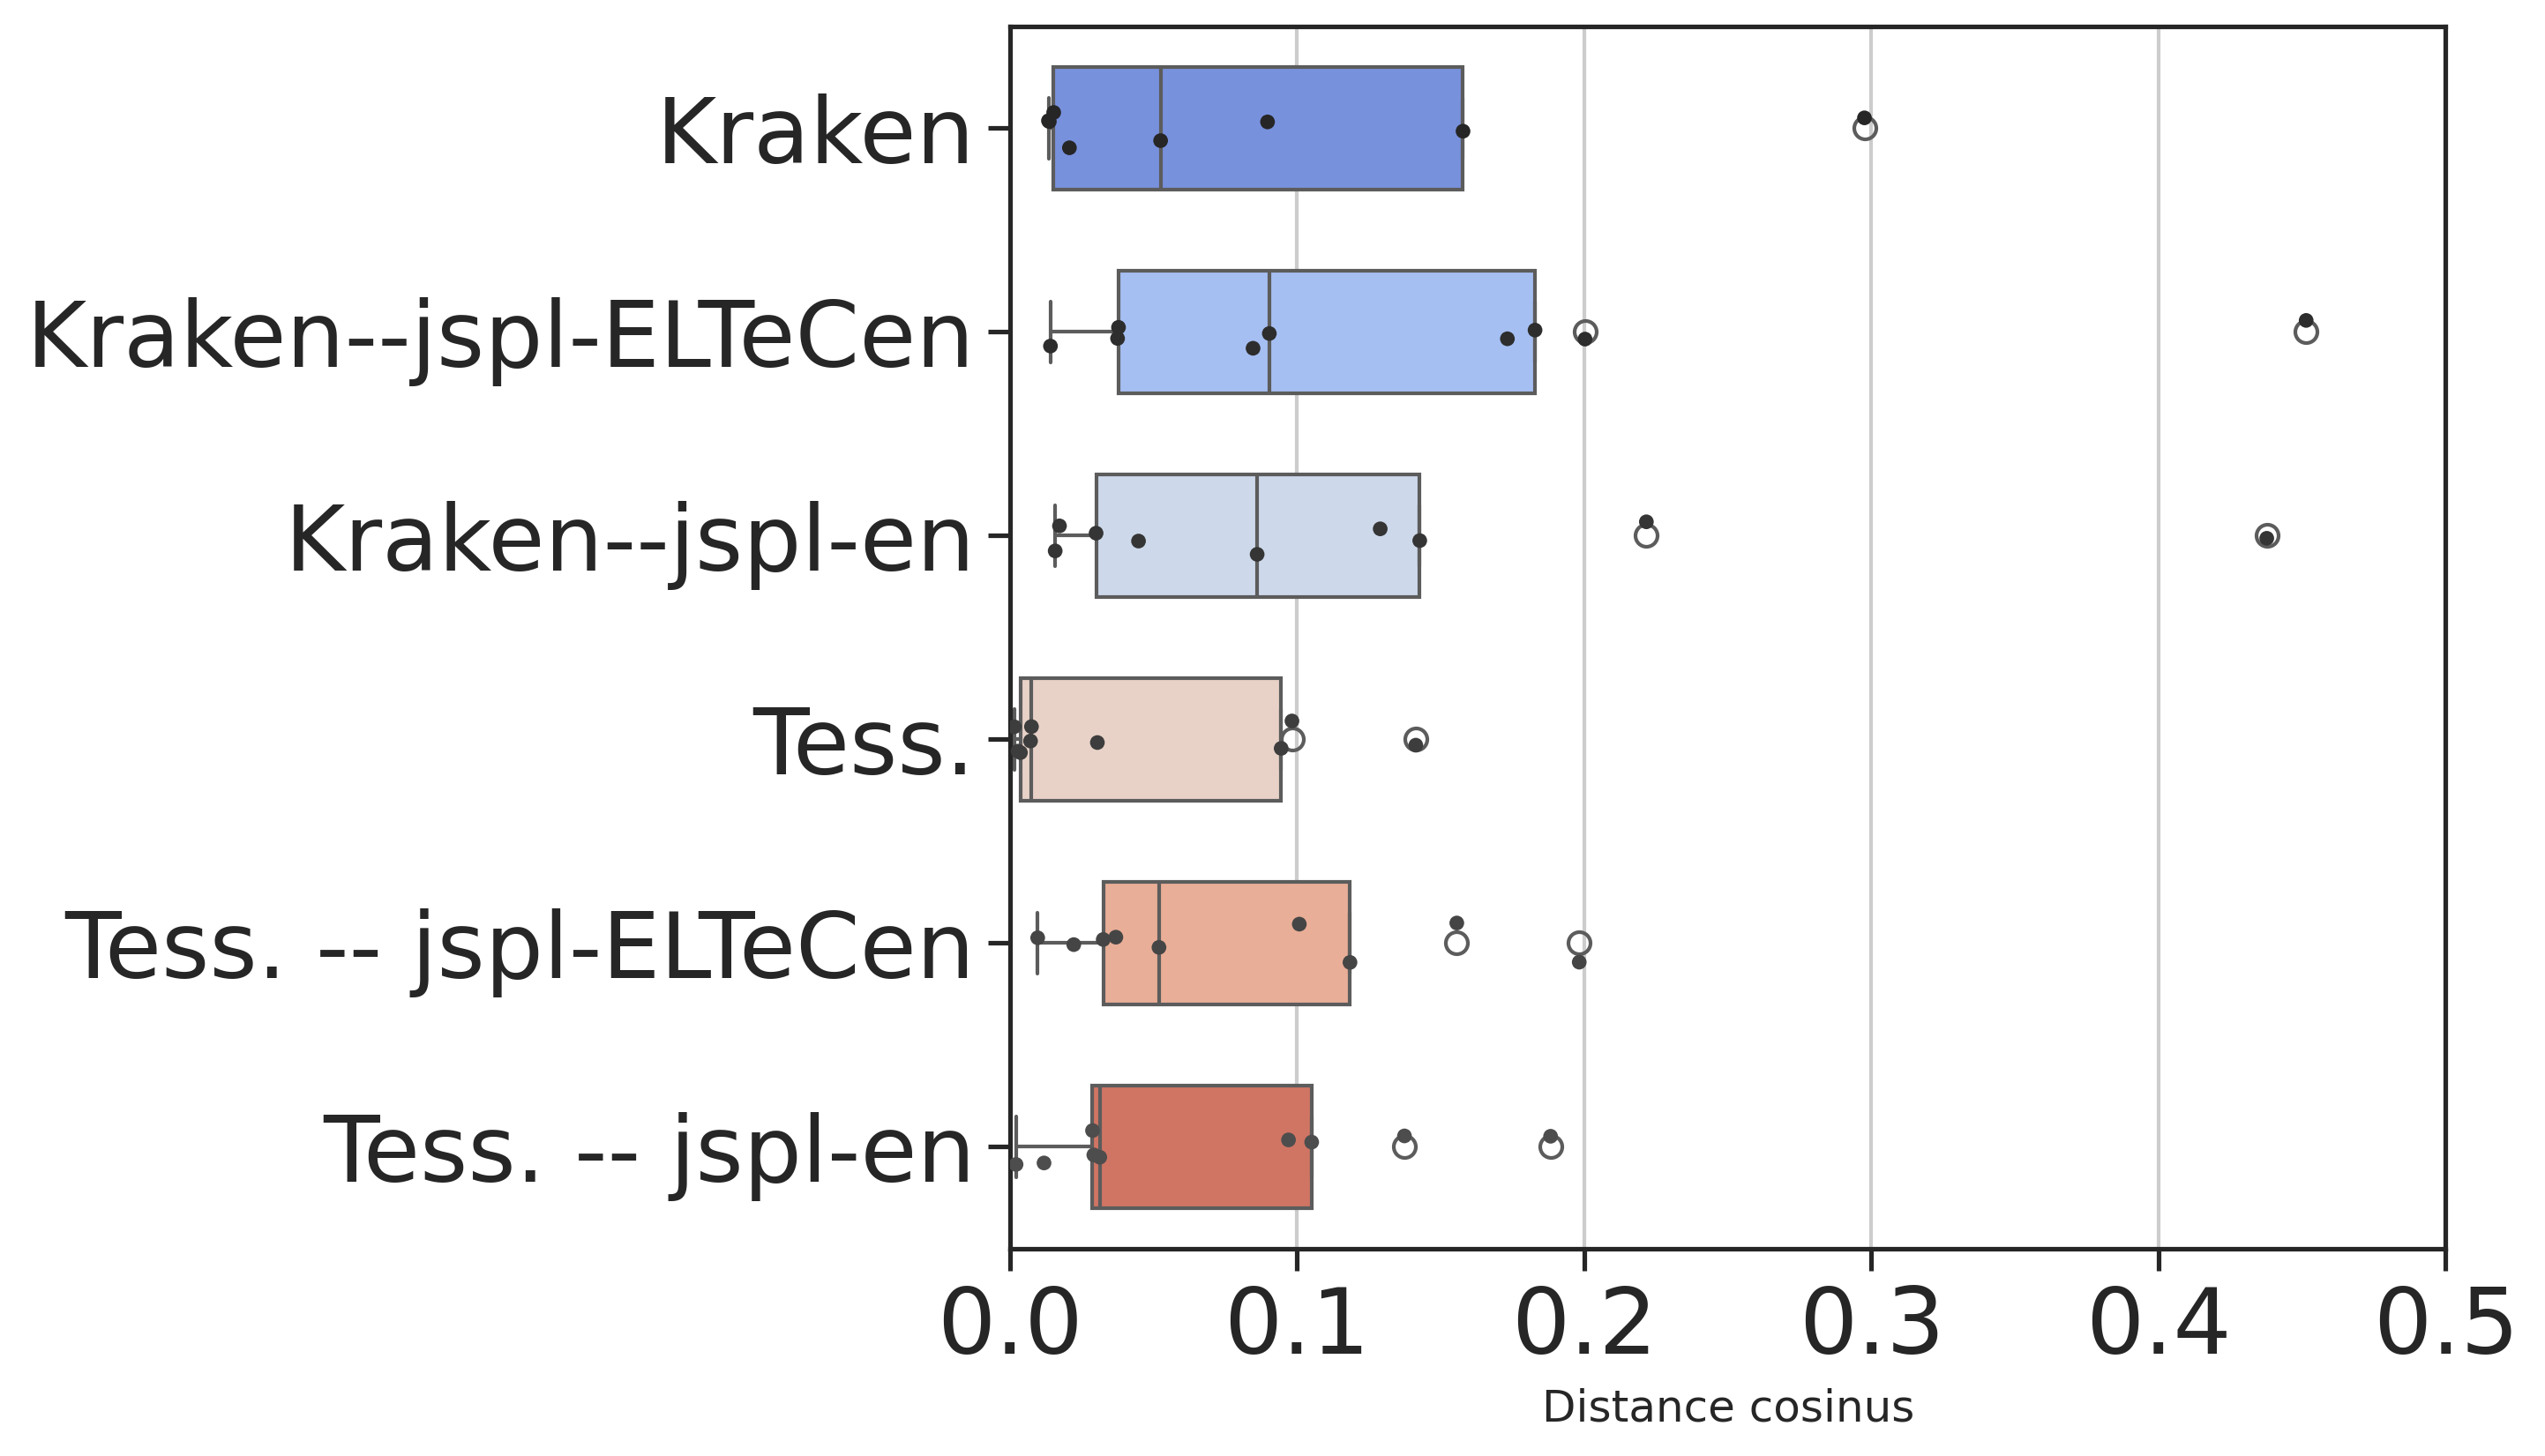 Kraken
Kraken--jspl-ELTeCen
Kraken--jspl-en
Tess.
Tess. -- jspl-ELTeCen
Tess. -- jspl-en
0.0 0.1 0.2 0.3 0.4 0.5
Distance cosinus